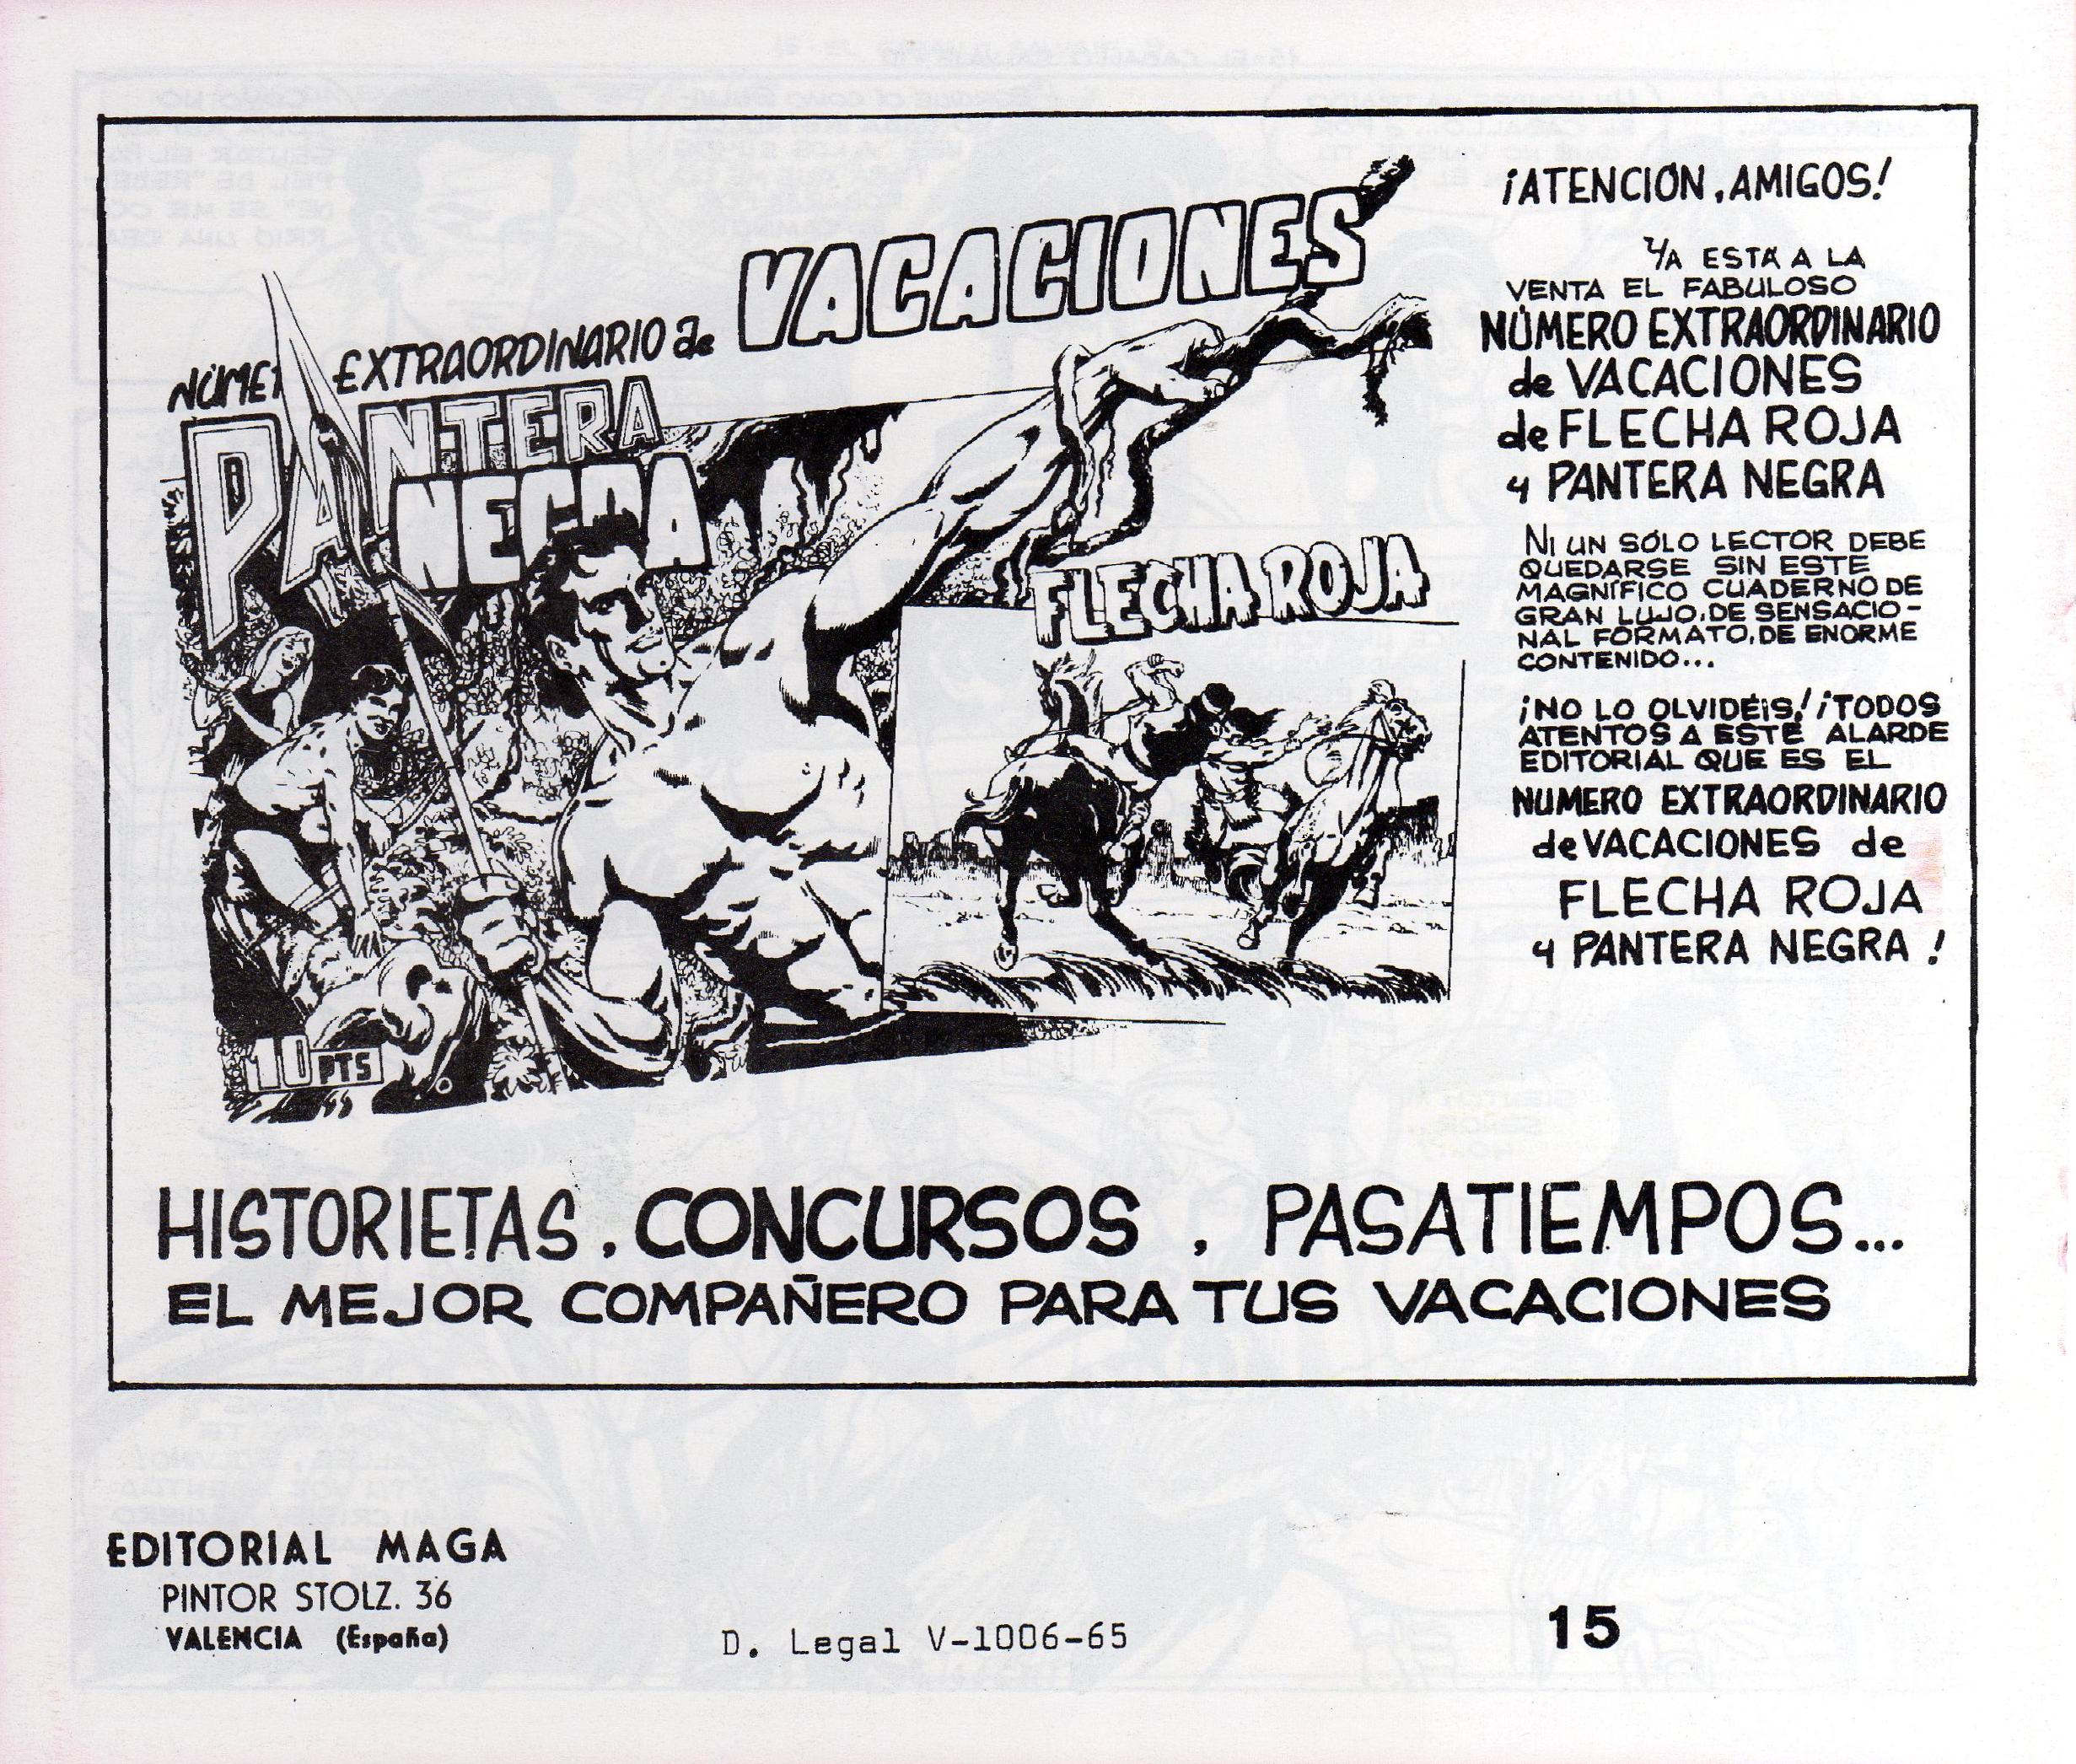 NÚMER EXTRAORDINARIO de VACACIONES
PANTERA
NEGRA
FLECHA ROJA
10 PTS
¡ATENCIÓN, AMIGOS!
YA ESTÁ A LA
VENTA EL FABULOSO
NÚMERO EXTRAORDINARIO
de VACACIONES
de FLECHA ROJA
y PANTERA NEGRA
NI UN SÓLO LECTOR DEBE
QUEDARSE SIN ESTE
MAGNÍFICO CUADERNO DE
GRAN LUJO, DE SENSACIO-
NAL FORMATO, DE ENORME
CONTENIDO...
¡NO LO OLVIDÉIS! ¡TODOS
ATENTOS A ESTE ALARDE
EDITORIAL QUE ES EL
NUMERO EXTRAORDINARIO
de VACACIONES de
FLECHA ROJA
y PANTERA NEGRA !
HISTORIETAS, CONCURSOS, PASATIEMPOS...
EL MEJOR COMPAÑERO PARA TUS VACACIONES
EDITORIAL MAGA
PINTOR STOLZ. 36
VALENCIA (España)
D. Legal V-1006-65
15